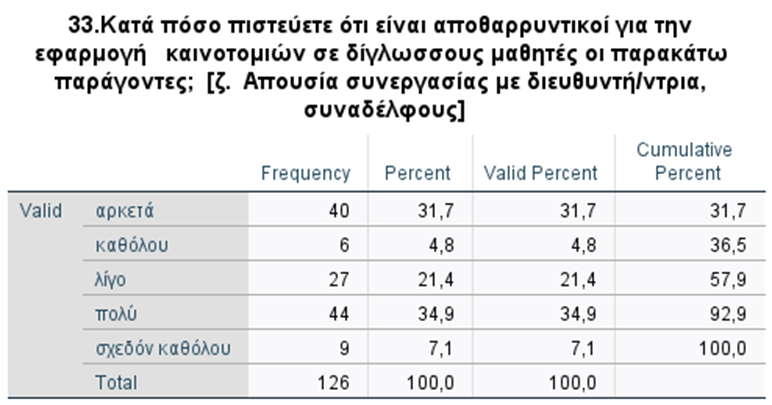 33.Κατά πόσο πιστεύετε ότι είναι αποθαρρυντικοί για την
εφαρμογή καινοτομιών σε δίγλωσσους μαθητές οι παρακάτω
παράγοντες; [ζ. Απουσία συνεργασίας με διευθυντή/ντρια,
συναδέλφους]
Frequency Percent Valid Percent Cumulative Percent
Valid αρκετά 40 31,7 31,7 31,7
καθόλου 6 4,8 4,8 36,5
λίγο 27 21,4 21,4 57,9
πολύ 44 34,9 34,9 92,9
σχεδόν καθόλου 9 7,1 7,1 100,0
Total 126 100,0 100,0